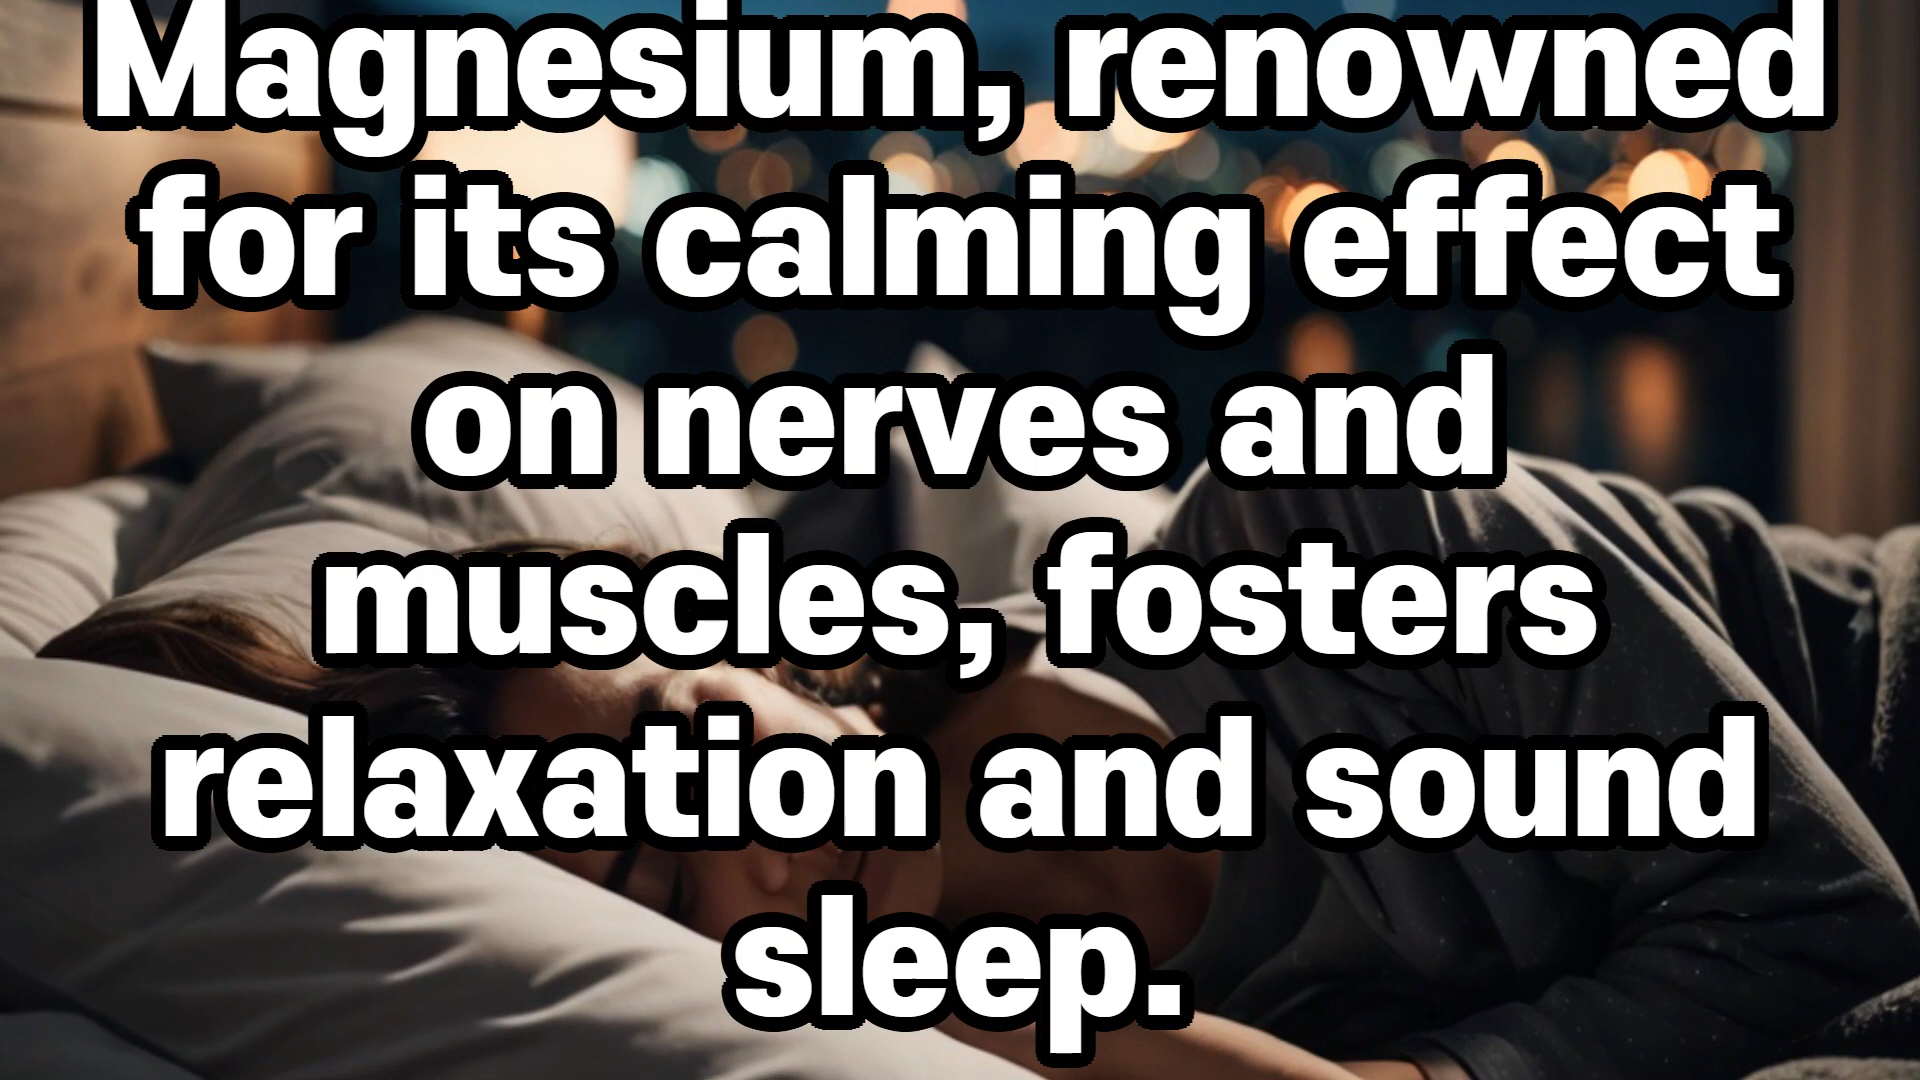 Magnesium, renowned
for its calming effect
on nerves and
muscles, fosters
relaxation and sound
sleep.